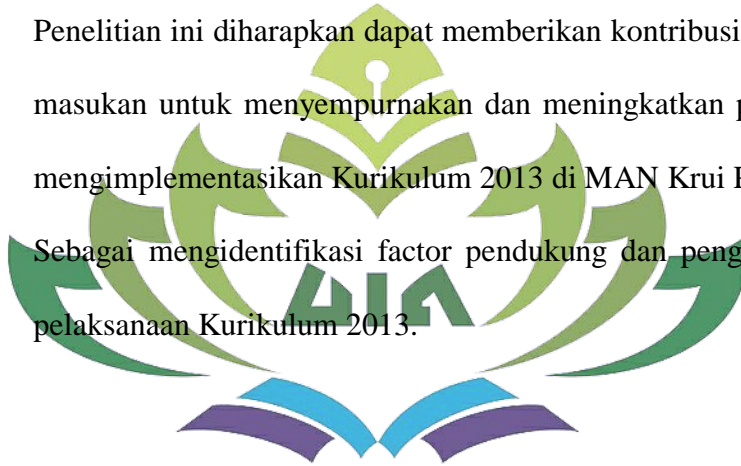 Penelitian ini diharapkan dapat memberikan kontribusi
masukan untuk menyempurnakan dan meningkatkan
mengimplementasikan Kurikulum 2013 di MAN Krui
Sebagai mengidentifikasi factor pendukung dan
pelaksanaan Kurikulum 2013.
UIN